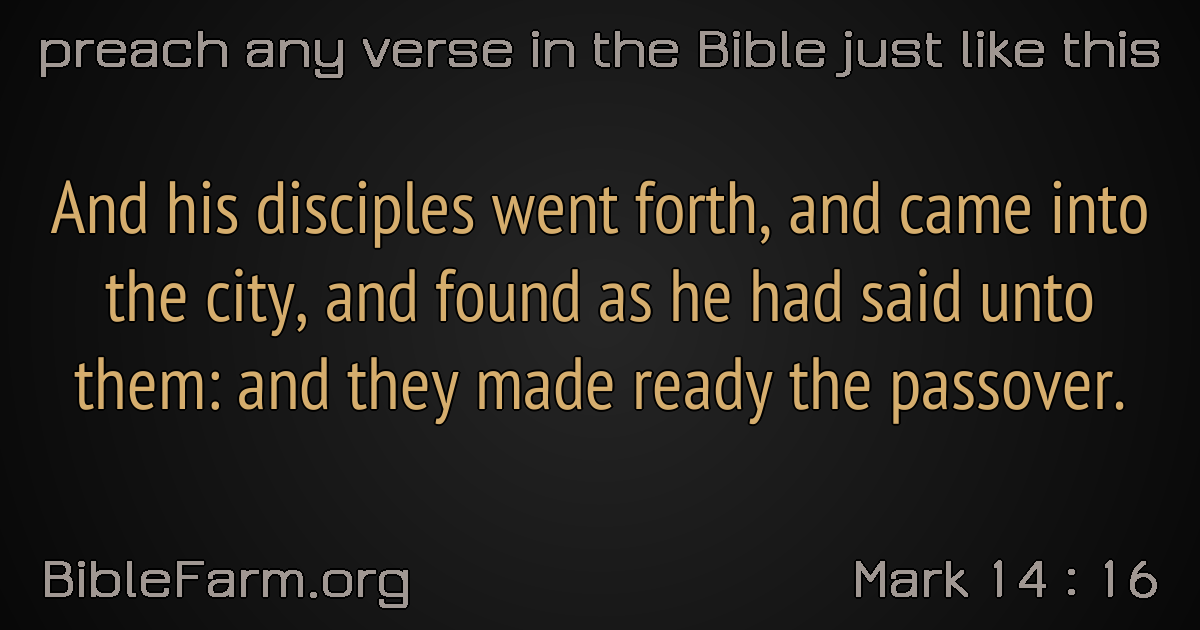 preach any verse in the Bible just like this
And his disciples went forth, and came into
the city, and found as he had said unto
them: and they made ready the passover.
BibleFarm.org
Mark 14 : 16